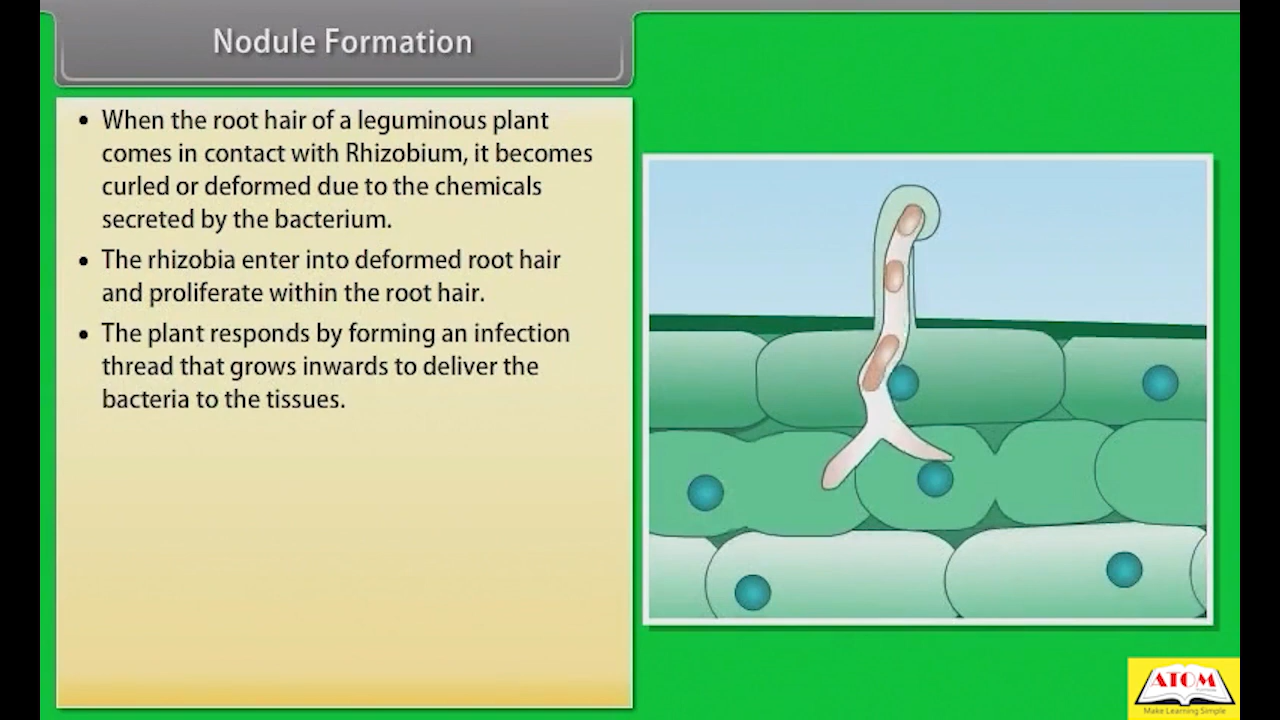 Nodule Formation
• When the root hair of a leguminous plant
comes in contact with Rhizobium, it becomes
curled or deformed due to the chemicals
secreted by the bacterium.
• The rhizobia enter into deformed root hair
and proliferate within the root hair.
• The plant responds by forming an infection
thread that grows inwards to deliver the
bacteria to the tissues.
ATOM
Make Learning Simple